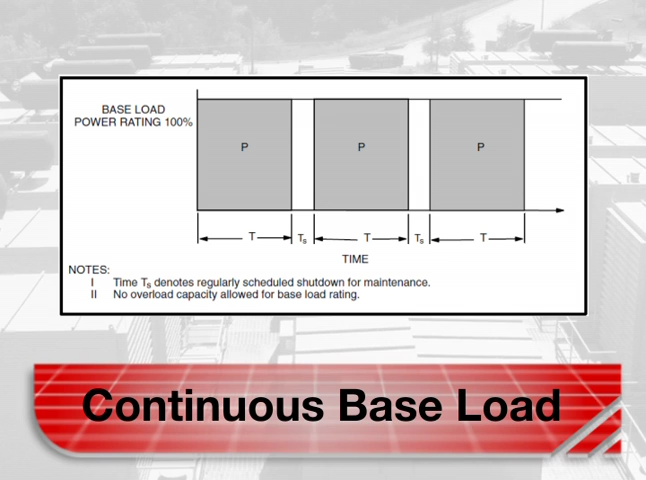 BASE LOAD
POWER RATING 100%
P P P
T Ts T Ts T
TIME
NOTES:
I Time Ts denotes regularly scheduled shutdown for maintenance.
II No overload capacity allowed for base load rating.
Continuous Base Load